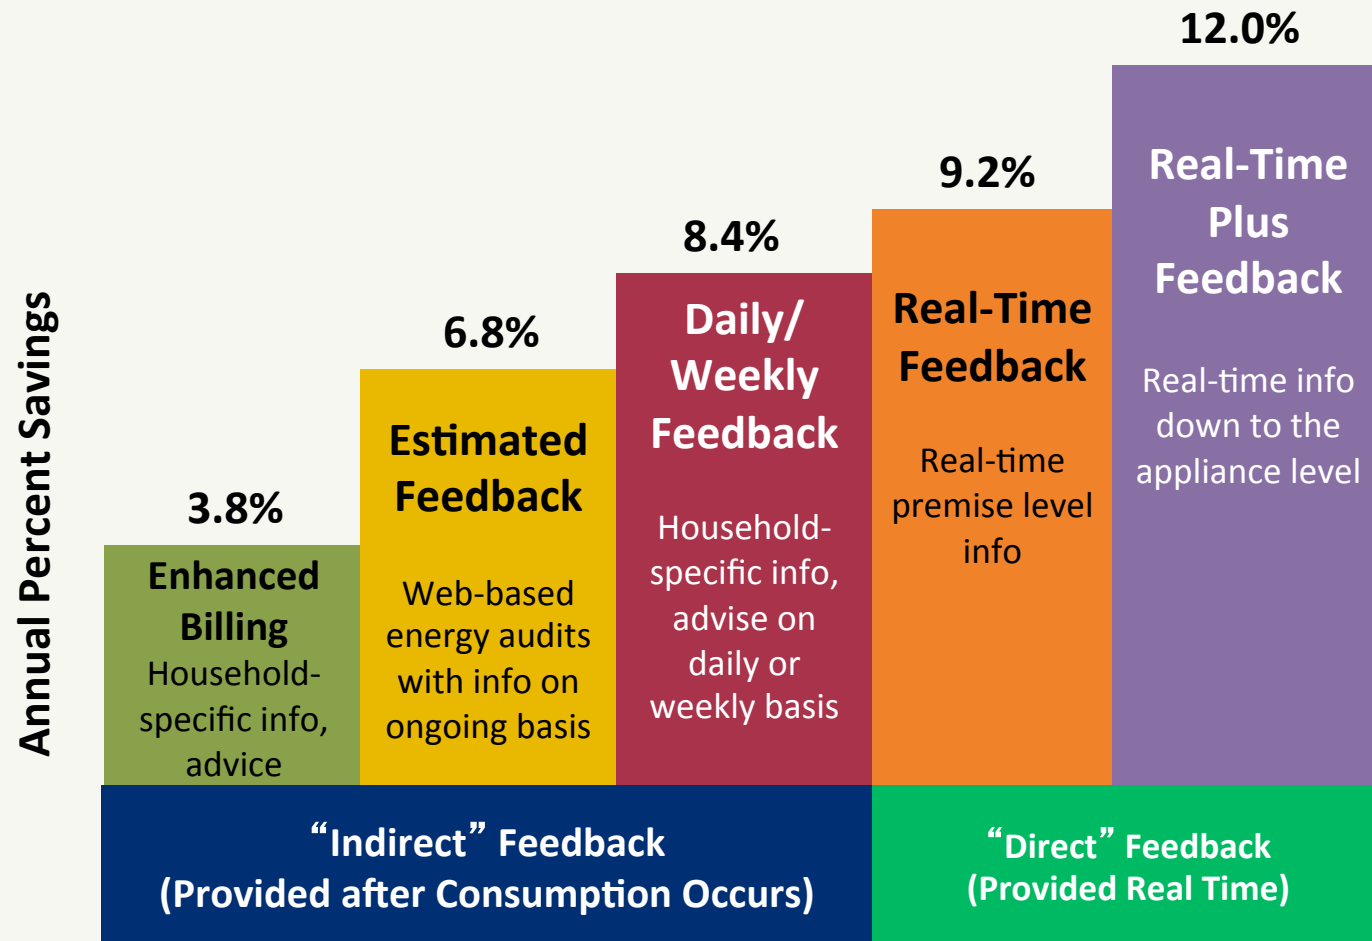 Annual Percent Savings
3.8%
Enhanced
Billing
Household-
specific info,
advice
6.8%
Estimated
Feedback
Web-based
energy audits
with info on
ongoing basis
8.4%
Daily/
Weekly
Feedback
Household-
specific info,
advise on
daily or
weekly basis
9.2%
Real-Time
Feedback
Real-time
premise level
info
12.0%
Real-Time
Plus
Feedback
Real-time info
down to the
appliance level
“Indirect” Feedback
(Provided after Consumption Occurs)
“Direct” Feedback
(Provided Real Time)